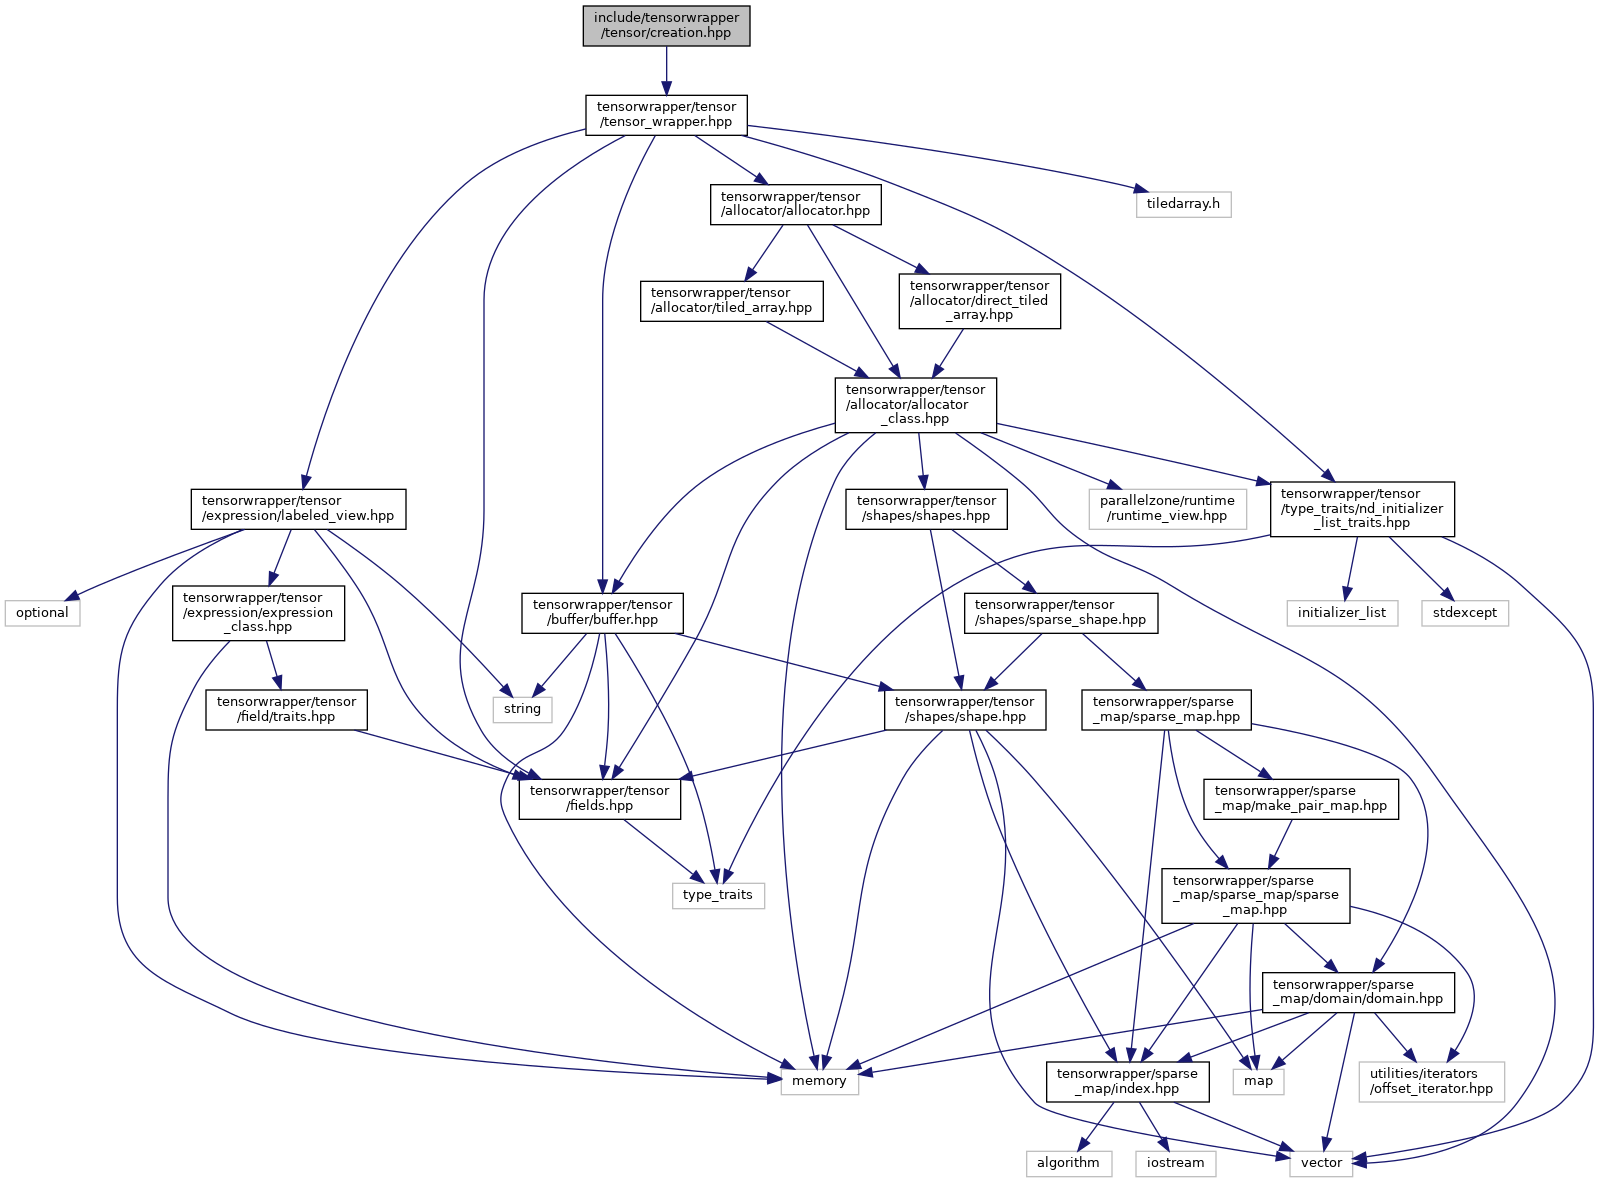 include/tensorwrapper
/tensor/creation.hpp
tensorwrapper/tensor
/tensor_wrapper.hpp
tensorwrapper/tensor
/allocator/allocator.hpp
tiledarray.h
tensorwrapper/tensor
/allocator/tiled_array.hpp
tensorwrapper/tensor
/allocator/direct_tiled
_array.hpp
tensorwrapper/tensor
/allocator/allocator
_class.hpp
tensorwrapper/tensor
/expression/labeled_view.hpp
tensorwrapper/tensor
/shapes/shapes.hpp
parallelzone/runtime
/runtime_view.hpp
tensorwrapper/tensor
/type_traits/nd_initializer
_list_traits.hpp
optional
tensorwrapper/tensor
/expression/expression
_class.hpp
tensorwrapper/tensor
/buffer/buffer.hpp
tensorwrapper/tensor
/shapes/sparse_shape.hpp
initializer_list
stdexcept
tensorwrapper/tensor
/field/traits.hpp
string
tensorwrapper/tensor
/shapes/shape.hpp
tensorwrapper/sparse
_map/sparse_map.hpp
tensorwrapper/tensor
/fields.hpp
tensorwrapper/sparse
_map/make_pair_map.hpp
type_traits
tensorwrapper/sparse
_map/sparse_map/sparse
_map.hpp
tensorwrapper/sparse
_map/domain/domain.hpp
memory
tensorwrapper/sparse
_map/index.hpp
map
utilities/iterators
/offset_iterator.hpp
algorithm
iostream
vector